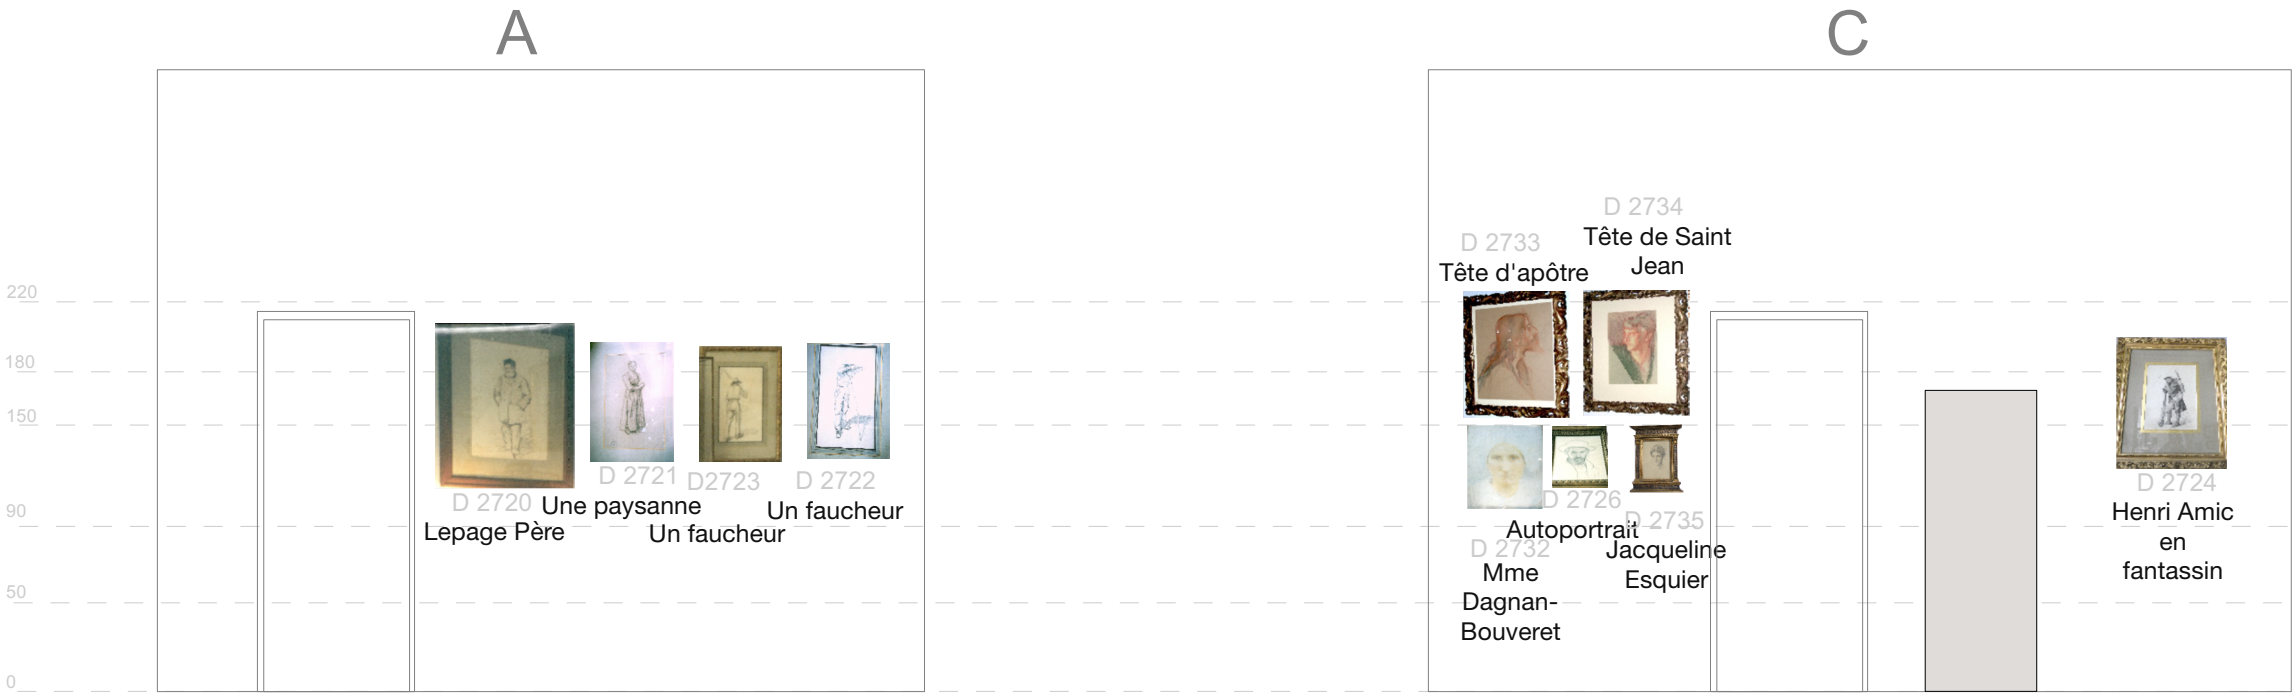 A
C
220
180
150
90
50
0
D 2720
Lepage Père
D 2721
Une paysanne
D2723
Un faucheur
D 2722
Un faucheur
D 2733
Tête d'apôtre
D 2734
Tête de Saint
Jean
D 2732
Mme
Dagnan-
Bouveret
D 2726
Autoportrait
D 2735
Jacqueline
Esquier
D 2724
Henri Amic
en
fantassin